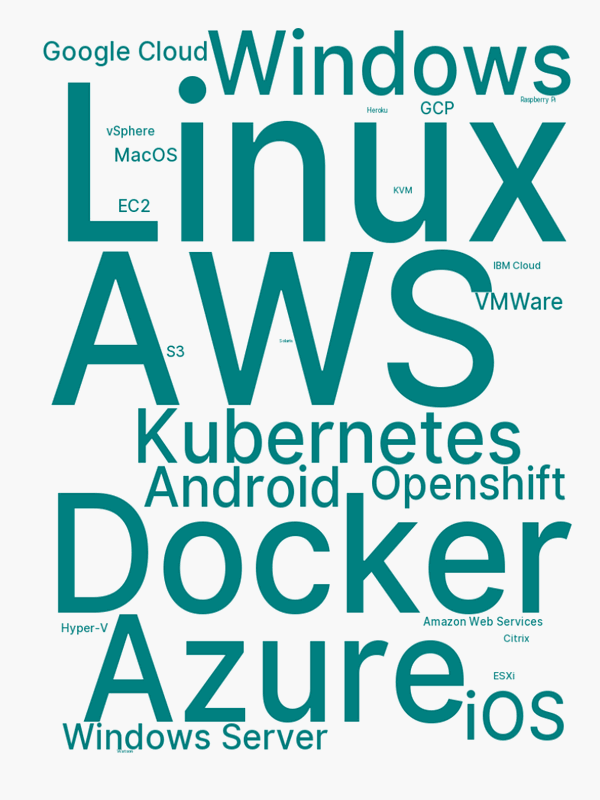 Google Cloud
Windows
Raspberry Pi
Heroku
GCP
Linux
vSphere
MacOS
KVM
EC2
AWS
IBM Cloud
VMWare
S3
Kubernetes
Android
Openshift
Docker
Amazon Web Services
Hyper-V
Citrix
Azure
ESXi
iOS
Windows Server